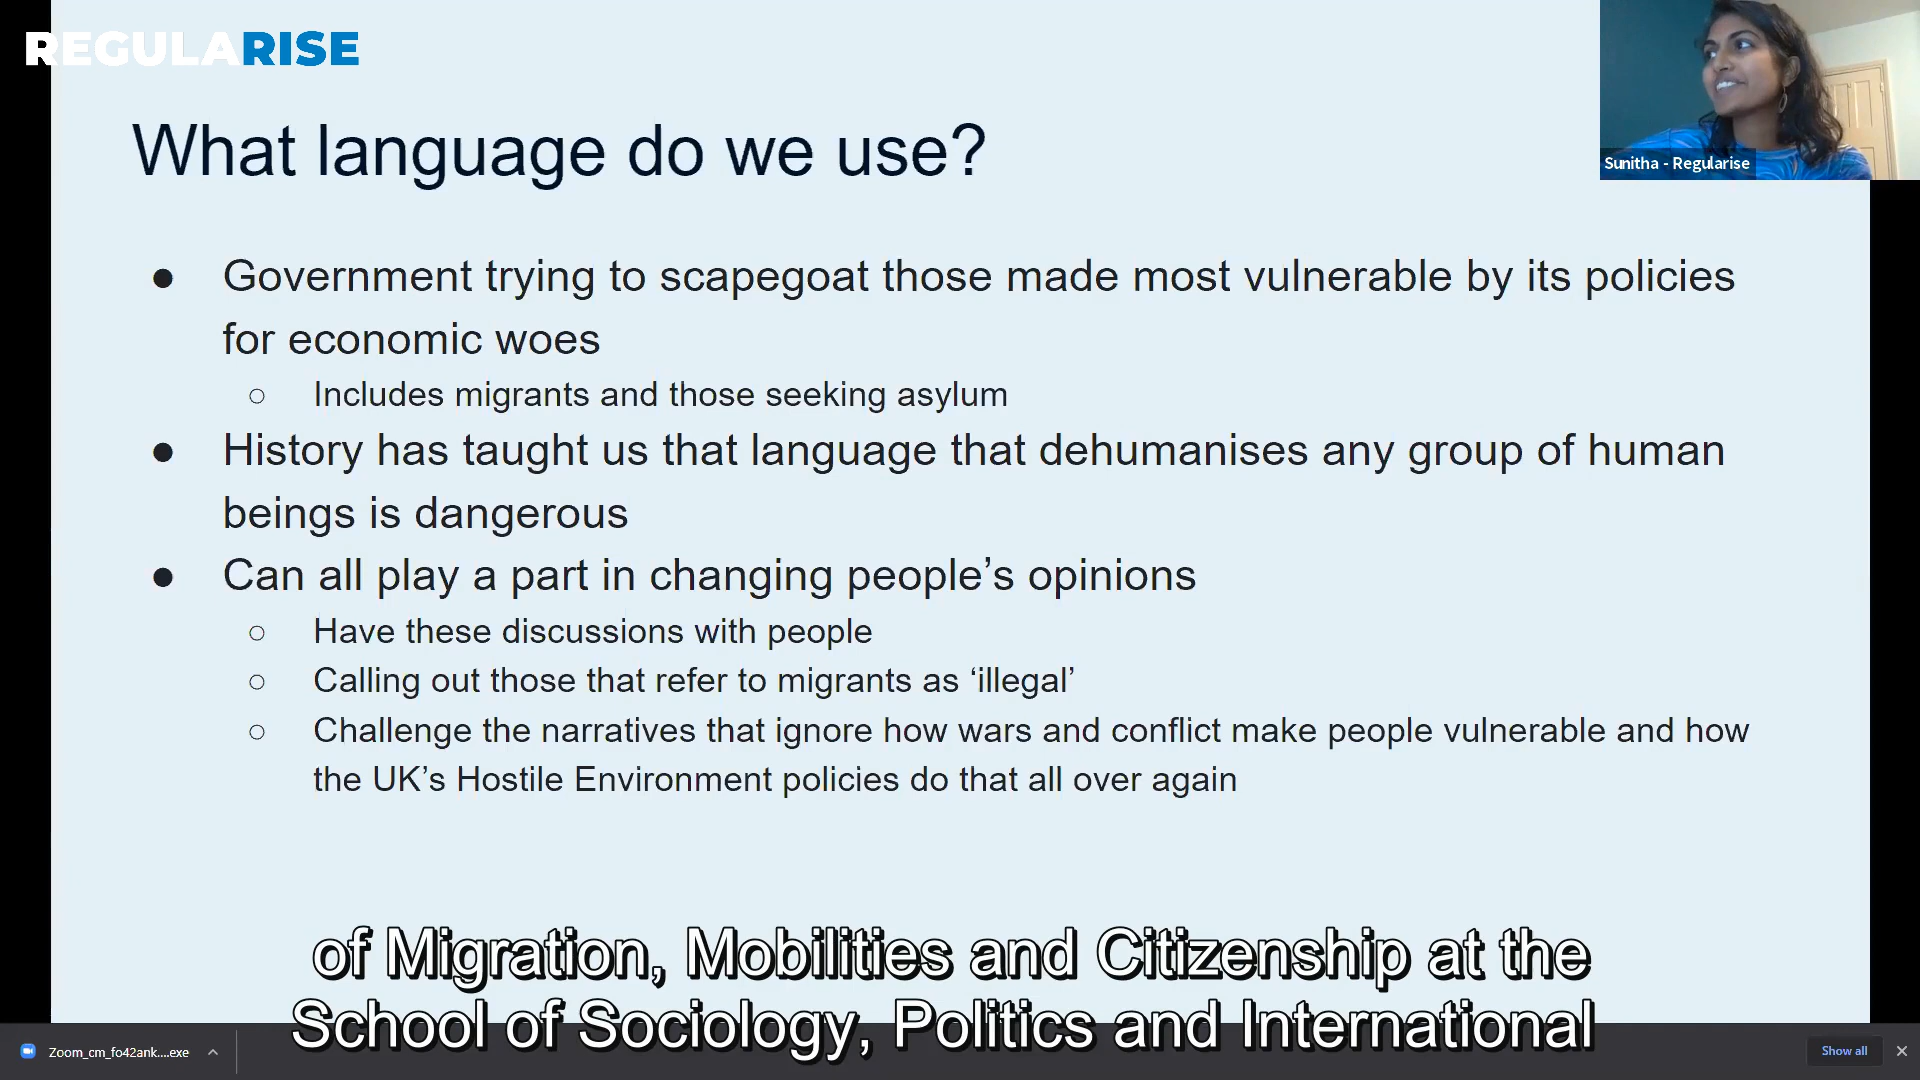 REGULARISE
Sunitha - Regularise
What language do we use?
● Government trying to scapegoat those made most vulnerable by its policies
for economic woes
○ Includes migrants and those seeking asylum
● History has taught us that language that dehumanises any group of human
beings is dangerous
● Can all play a part in changing people’s opinions
○ Have these discussions with people
○ Calling out those that refer to migrants as ‘illegal’
○ Challenge the narratives that ignore how wars and conflict make people vulnerable and how
the UK’s Hostile Environment policies do that all over again
of Migration, Mobilities and Citizenship at the
School of Sociology, Politics and International
Zoom_cm_fo42ank....exe
Show all